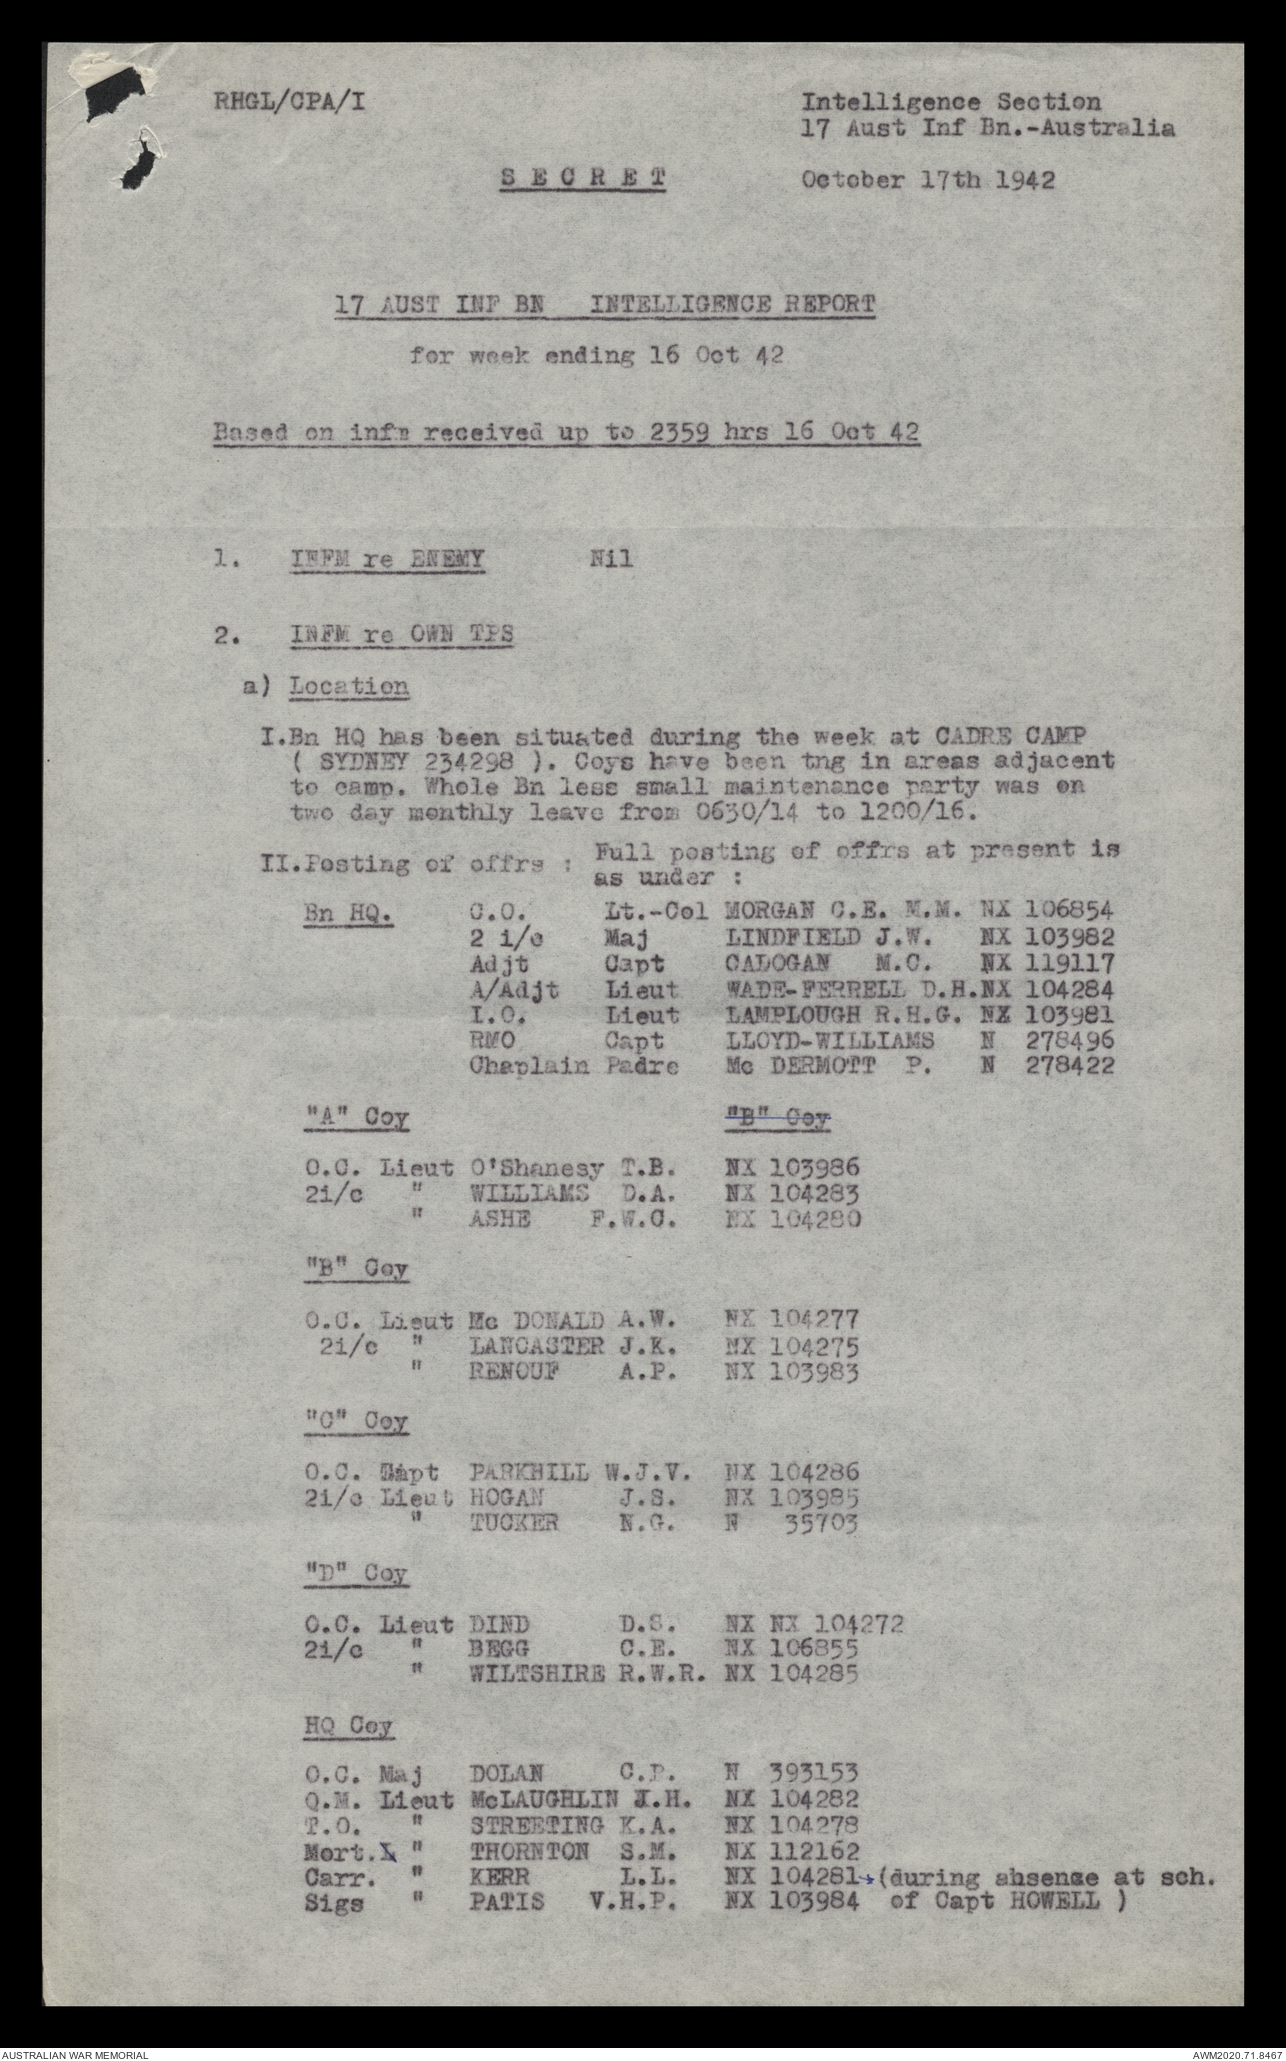 RHGL/CPA/I
Intelligence Section
17 Aust Inf Bn.-Australia
S E C R E T
October 17th 1942
17 AUST INF BN INTELLIGENCE REPORT
for week ending 16 Oct 42
Based on infm received up to 2359 hrs 16 Oct 42
1. INFM re ENEMY Nil
2. INFM re OWN TPS
a) Location
I.Bn HQ has been situated during the week at CADRE CAMP
( SYDNEY 234298 ). Coys have been tng in areas adjacent
to camp. Whole Bn less small maintenance party was on
two day monthly leave from 0630/14 to 1200/16.
II.Posting of offrs : Full posting of offrs at present is
as under :
Bn HQ. C.O. Lt.-Col MORGAN C.E. M.M. NX 106854
2 i/c Maj LINDFIELD J.W. NX 103982
Adjt Capt CADOGAN M.C. NX 119117
A/Adjt Lieut WADE-FERRELL D.H.NX 104284
I.O. Lieut LAMPLOUGH R.H.G. NX 103981
RMO Capt LLOYD-WILLIAMS N 278496
Chaplain Padre Mc DERMOTT P. N 278422
"A" Coy "B" Coy
O.C. Lieut O'Shanesy T.B. NX 103986
2i/c " WILLIAMS D.A. NX 104283
" ASHE F.W.C. NX 104280
"B" Coy
O.C. Lieut Mc DONALD A.W. NX 104277
2i/c " LANCASTER J.K. NX 104275
" RENOUF A.P. NX 103983
"C" Coy
O.C. Capt PARKHILL W.J.V. NX 104286
2i/c Lieut HOGAN J.S. NX 103985
" TUCKER N.G. N 35703
"D" Coy
O.C. Lieut DIND D.S. NX NX 104272
2i/c " BEGG C.E. NX 106855
" WILTSHIRE R.W.R. NX 104285
HQ Coy
O.C. Maj DOLAN C.P. N 393153
Q.M. Lieut McLAUGHLIN J.H. NX 104282
T.O. " STREETING K.A. NX 104278
Mort. " THORNTON S.M. NX 112162
Carr. " KERR L.L. NX 104281 (during absense at sch.
Sigs " PATIS V.H.P. NX 103984 of Capt HOWELL )
AUSTRALIAN WAR MEMORIAL
AWM2020.71.8467